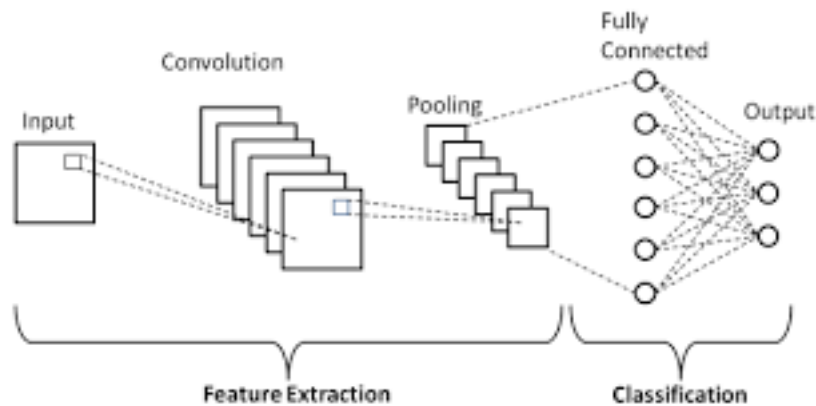 Input
Convolution
Pooling
Fully
Connected
Output
Feature Extraction
Classification